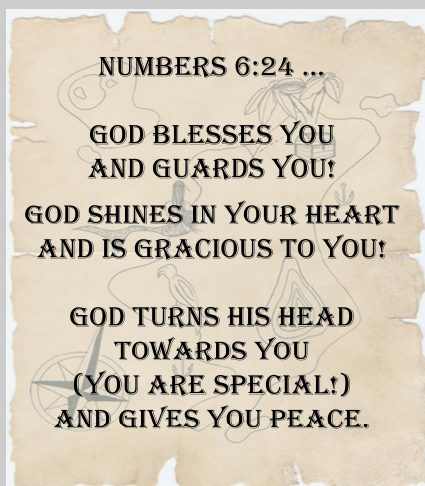 NUMBERS 6:24 ...
GOD BLESSES YOU
AND GUARDS YOU!
GOD SHINES IN YOUR HEART
AND IS GRACIOUS TO YOU!
GOD TURNS HIS HEAD
TOWARDS YOU
(YOU ARE SPECIAL!)
AND GIVES YOU PEACE.